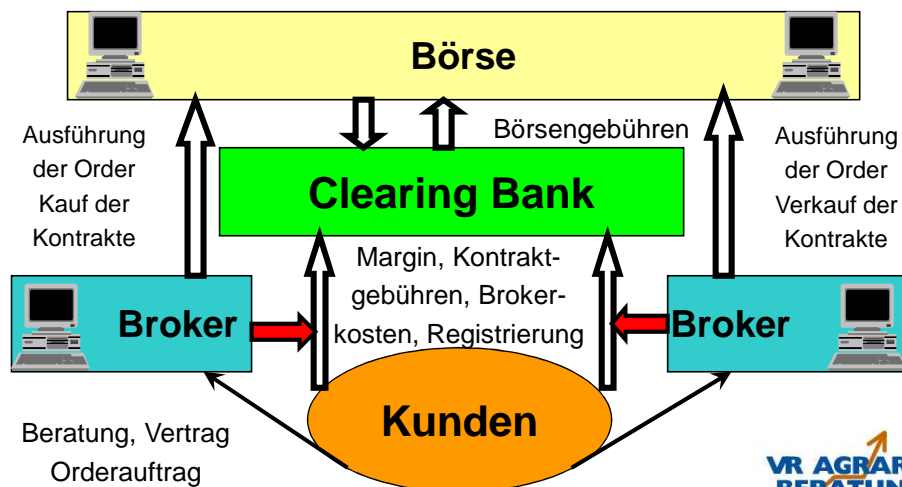 Börse
Börsengebühren
Ausführung
der Order
Kauf der
Kontrakte
Ausführung
der Order
Verkauf der
Kontrakte
Clearing Bank
Margin, Kontrakt-
gebühren, Broker-
kosten, Registrierung
Broker
Broker
Kunden
Beratung, Vertrag
Orderauftrag
VR AGRAR
BERATUN